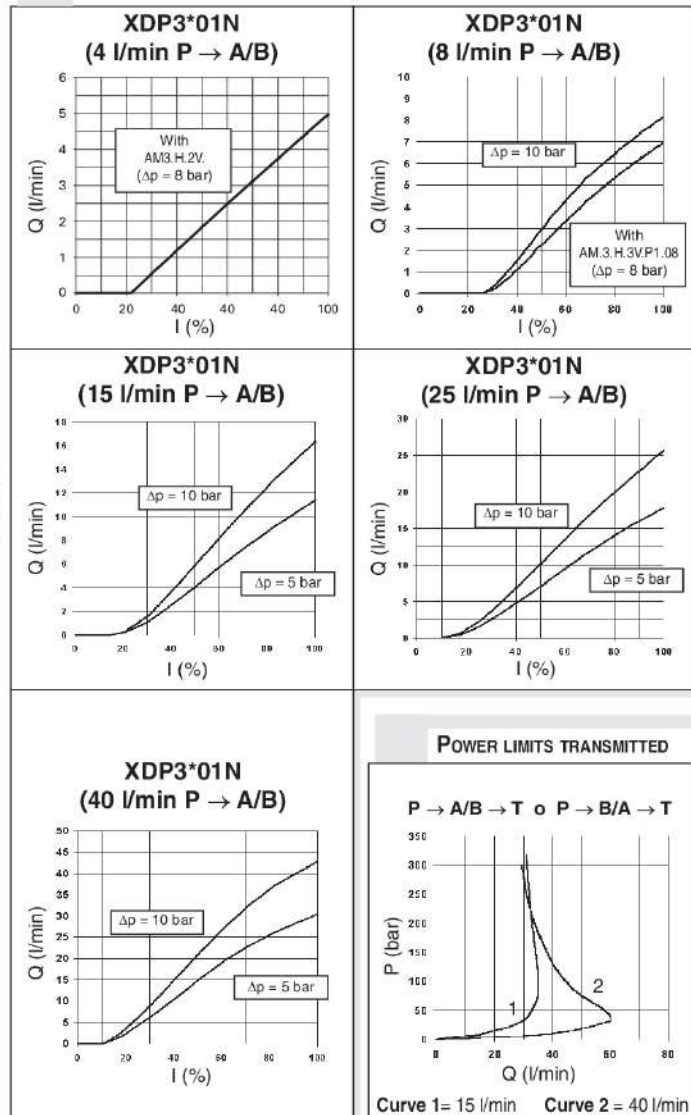 XDP3*01N
(4 l/min P → A/B)
6
5
4
3
2
1
0
With
AM3.H.2V.
(Δp = 8 bar)
Q (l/min)
0 20 40 40 40 100
I (%)
XDP3*01N
(8 l/min P → A/B)
10
9
8
7
6
5
4
3
2
1
0
Δp = 10 bar
With
AM.3.H.3V.P1.08
(Δp = 8 bar)
Q (l/min)
0 20 40 60 80 100
I (%)
XDP3*01N
(15 l/min P → A/B)
18
16
14
12
10
8
6
4
2
0
Δp = 10 bar
Δp = 5 bar
Q (l/min)
0 20 40 60 80 100
I (%)
XDP3*01N
(25 l/min P → A/B)
30
25
20
15
10
5
0
Δp = 10 bar
Δp = 5 bar
Q (l/min)
0 20 40 60 80 100
I (%)
XDP3*01N
(40 l/min P → A/B)
50
45
40
35
30
25
20
15
10
5
0
Δp = 10 bar
Δp = 5 bar
Q (l/min)
0 20 40 60 80 100
I (%)
POWER LIMITS TRANSMITTED
P → A/B → T o P → B/A → T
350
300
250
200
150
100
50
0
P (bar)
1
2
0 20 40 60 80
Q (l/min)
Curve 1= 15 l/min Curve 2 = 40 l/min